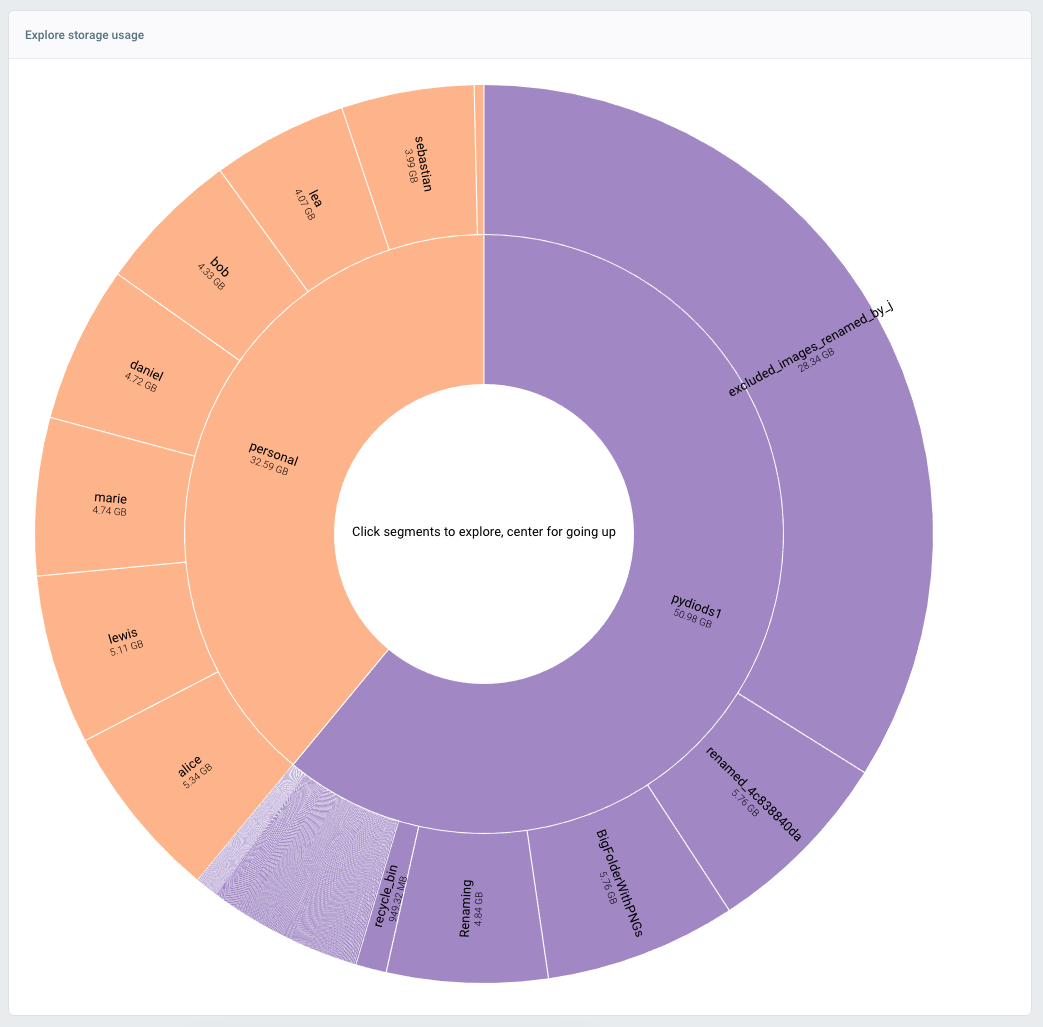 Explore storage usage
sebastian
3.99 GB
lea
4.07 GB
bob
4.33 GB
daniel
4.72 GB
marie
4.74 GB
lewis
5.11 GB
alice
5.34 GB
personal
32.59 GB
Click segments to explore, center for going up
excluded_images_renamed_by_j
28.34 GB
pydiods1
50.98 GB
renamed_4c838840da
5.76 GB
BigFolderWithPNGs
5.76 GB
Renaming
4.84 GB
recycle_bin
949.32 MB